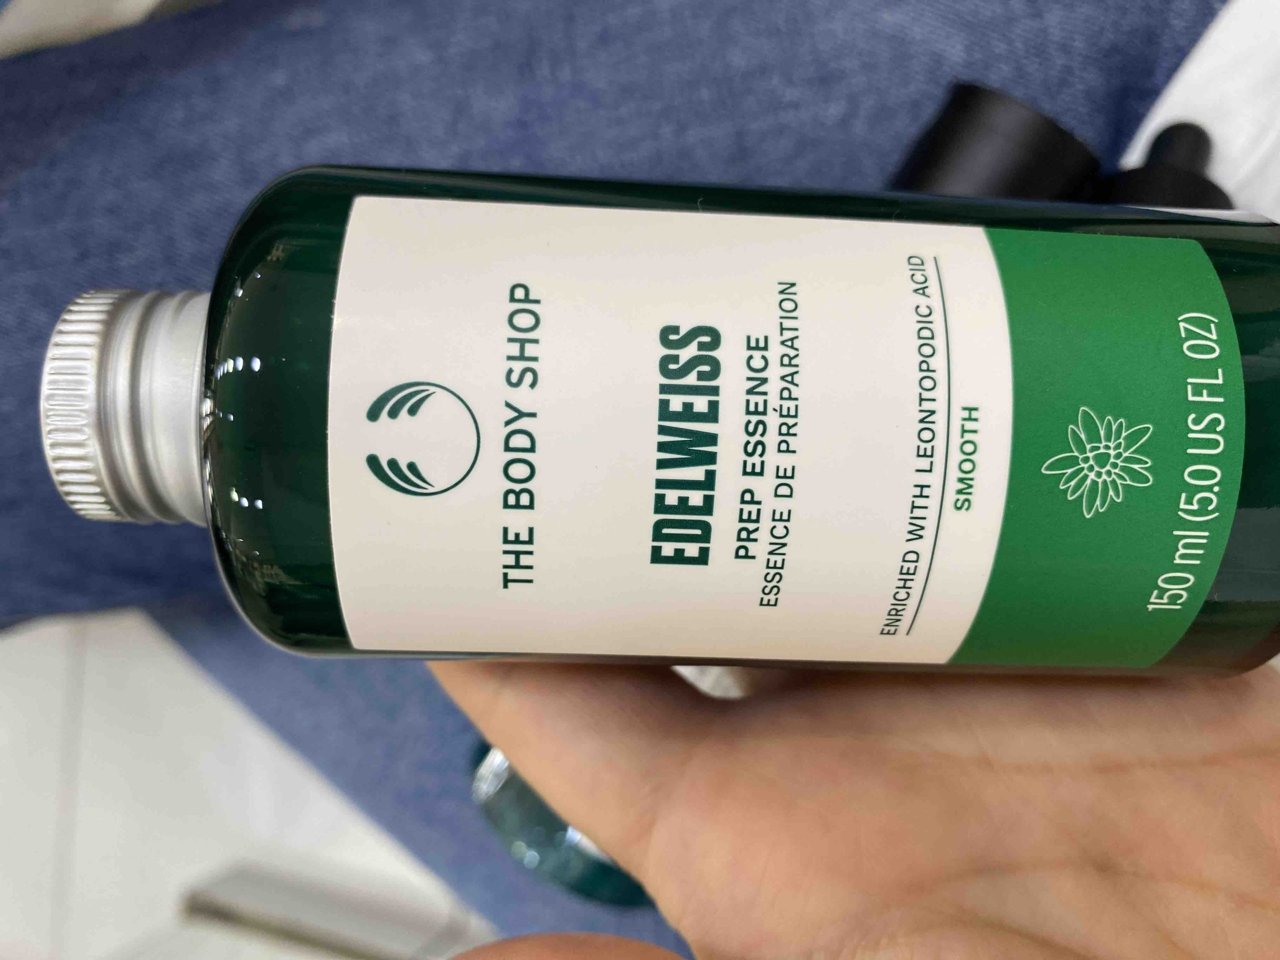 THE BODY SHOP
EDELWEISS
PREP ESSENCE
ESSENCE DE PRÉPARATION
ENRICHED WITH LEONTOPODIC ACID
SMOOTH
150 ml (5.0 US FL OZ)